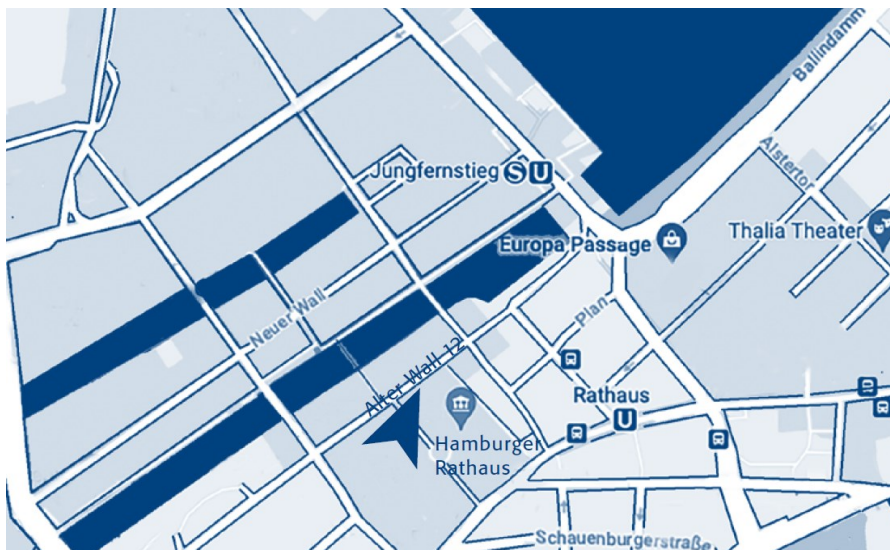 Ballindamm
Alstertor
Jungfernstieg S U
Europa Passage
Thalia Theater
Neuer Wall
Plan
Alter Wall 12
Rathaus
U
Hamburger
Rathaus
Schauenburgerstraße